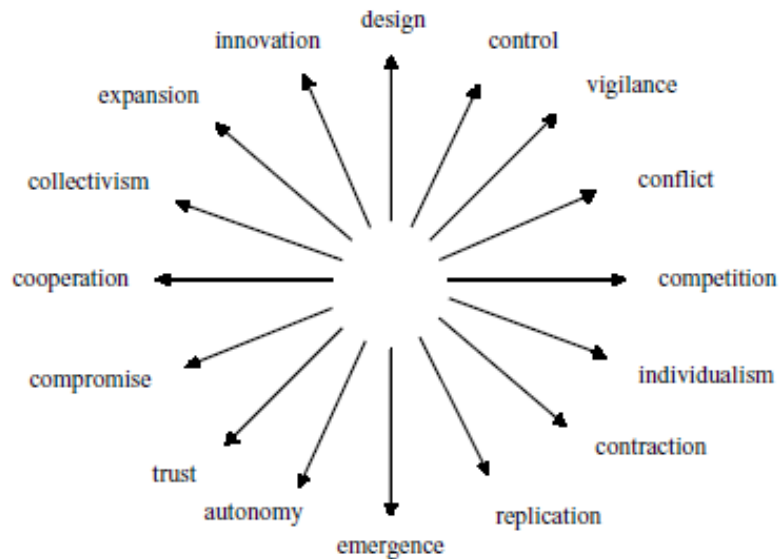 design
innovation
control
expansion
vigilance
collectivism
conflict
cooperation
competition
compromise
individualism
contraction
trust
autonomy
replication
emergence